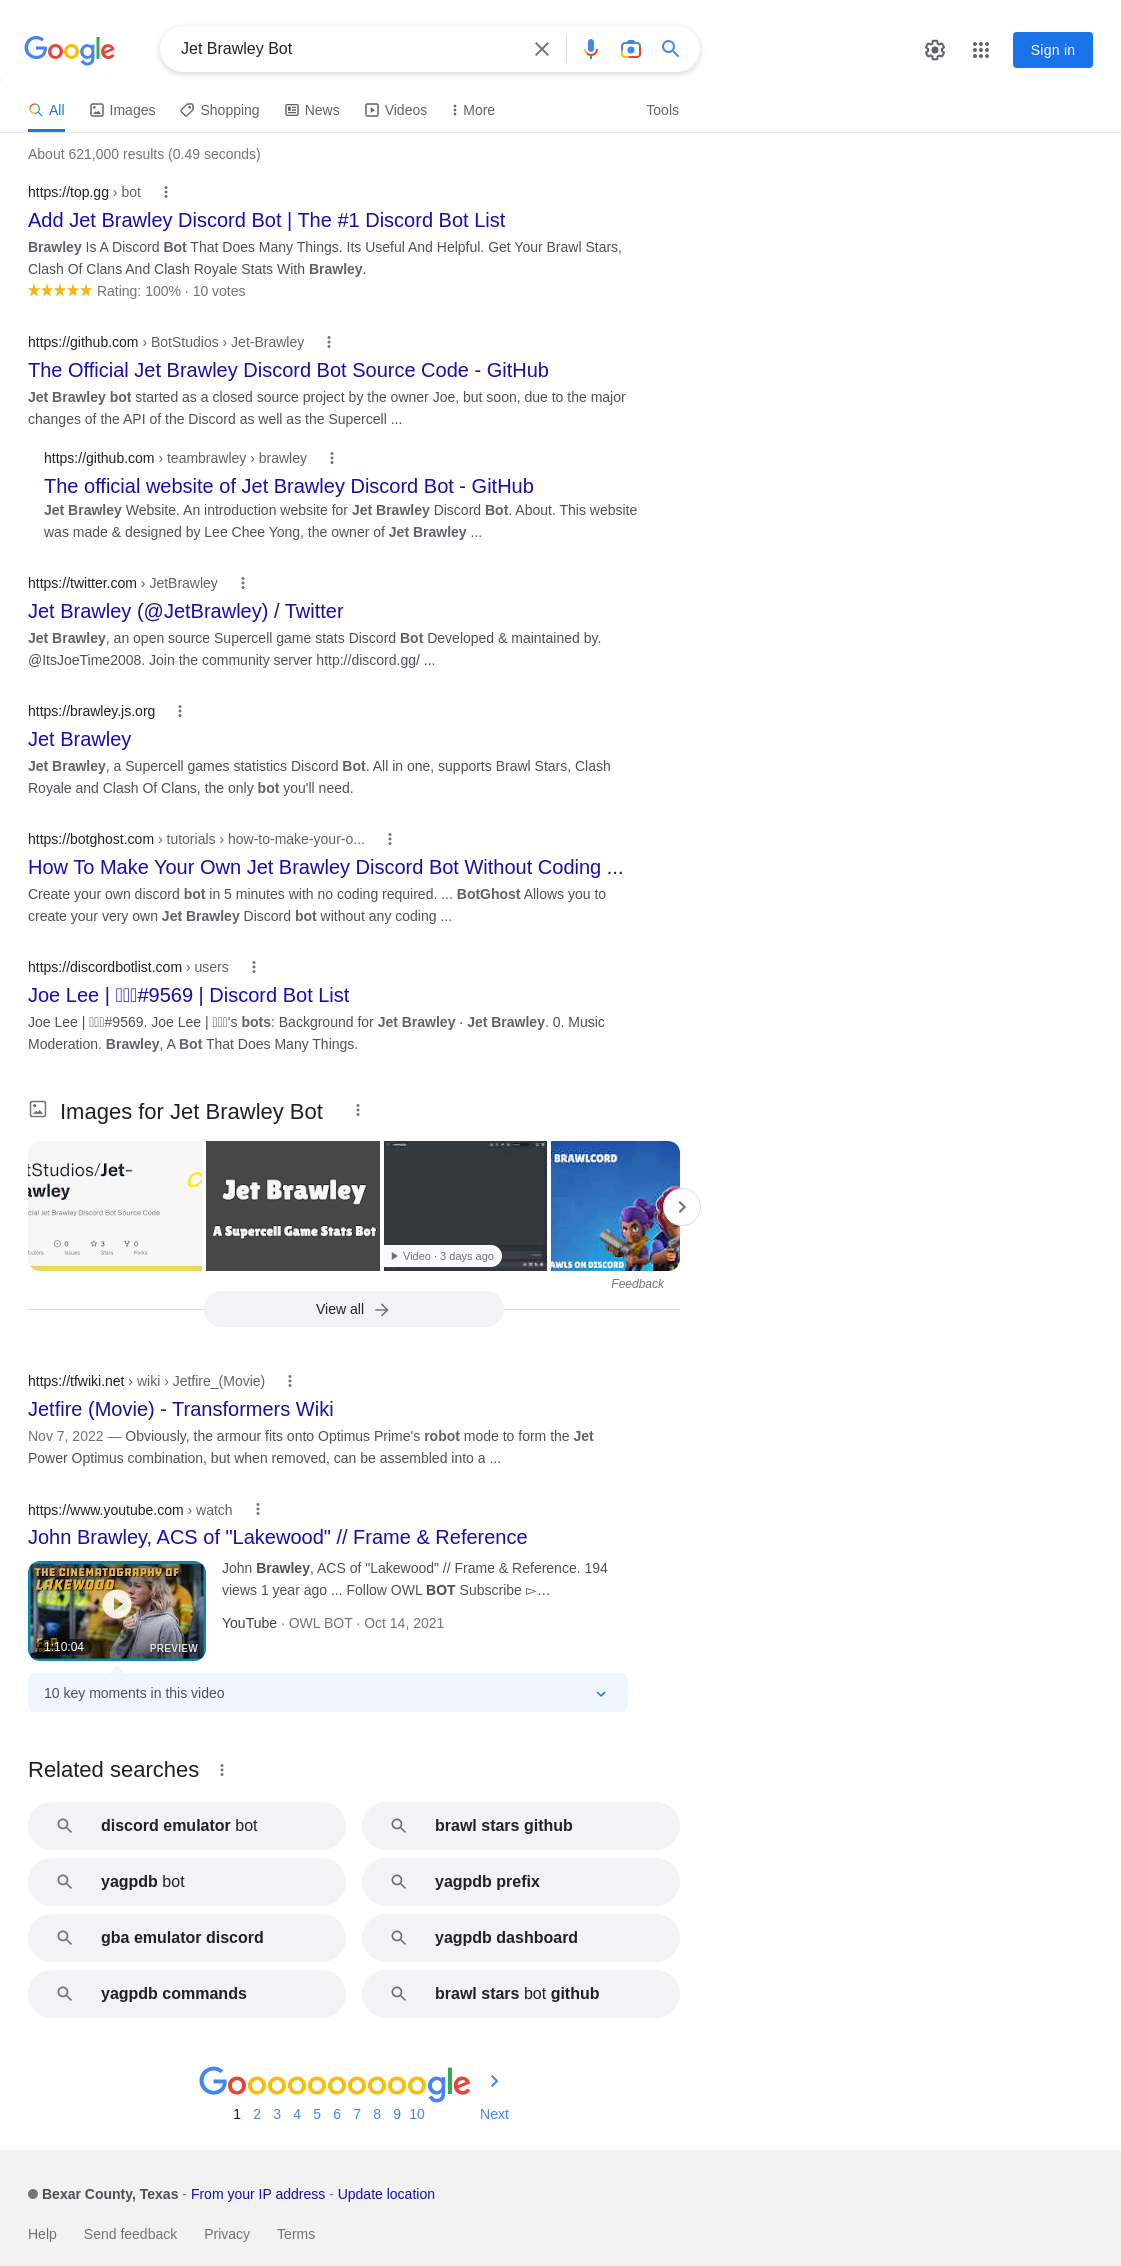 Google
Jet Brawley Bot
Sign in
All
Images
Shopping
News
Videos
More
Tools
About 621,000 results (0.49 seconds)
https://top.gg › bot
Add Jet Brawley Discord Bot | The #1 Discord Bot List
Brawley Is A Discord Bot That Does Many Things. Its Useful And Helpful. Get Your Brawl Stars,
Clash Of Clans And Clash Royale Stats With Brawley.
Rating: 100% · 10 votes
https://github.com › BotStudios › Jet-Brawley
The Official Jet Brawley Discord Bot Source Code - GitHub
Jet Brawley bot started as a closed source project by the owner Joe, but soon, due to the major
changes of the API of the Discord as well as the Supercell ...
https://github.com › teambrawley › brawley
The official website of Jet Brawley Discord Bot - GitHub
Jet Brawley Website. An introduction website for Jet Brawley Discord Bot. About. This website
was made & designed by Lee Chee Yong, the owner of Jet Brawley ...
https://twitter.com › JetBrawley
Jet Brawley (@JetBrawley) / Twitter
Jet Brawley, an open source Supercell game stats Discord Bot Developed & maintained by.
@ItsJoeTime2008. Join the community server http://discord.gg/ ...
https://brawley.js.org
Jet Brawley
Jet Brawley, a Supercell games statistics Discord Bot. All in one, supports Brawl Stars, Clash
Royale and Clash Of Clans, the only bot you'll need.
https://botghost.com › tutorials › how-to-make-your-o...
How To Make Your Own Jet Brawley Discord Bot Without Coding ...
Create your own discord bot in 5 minutes with no coding required. ... BotGhost Allows you to
create your very own Jet Brawley Discord bot without any coding ...
https://discordbotlist.com › users
Joe Lee | #9569 | Discord Bot List
Joe Lee | #9569. Joe Lee | 's bots: Background for Jet Brawley · Jet Brawley. 0. Music
Moderation. Brawley, A Bot That Does Many Things.
Images for Jet Brawley Bot
tStudios/Jet-
awley
cial Jet Brawley Discord Bot Source Code
0
Issues
3
Stars
0
Forks
Jet Brawley
A Supercell Game Stats Bot
Video · 3 days ago
BRAWLCORD
AWLS ON DISCORD
Feedback
View all
https://tfwiki.net › wiki › Jetfire_(Movie)
Jetfire (Movie) - Transformers Wiki
Nov 7, 2022 — Obviously, the armour fits onto Optimus Prime's robot mode to form the Jet
Power Optimus combination, but when removed, can be assembled into a ...
https://www.youtube.com › watch
John Brawley, ACS of "Lakewood" // Frame & Reference
THE CINEMATOGRAPHY OF
LAKEWOOD
1:10:04
PREVIEW
John Brawley, ACS of "Lakewood" // Frame & Reference. 194
views 1 year ago ... Follow OWL BOT Subscribe ▻…
YouTube · OWL BOT · Oct 14, 2021
10 key moments in this video
Related searches
discord emulator bot
brawl stars github
yagpdb bot
yagpdb prefix
gba emulator discord
yagpdb dashboard
yagpdb commands
brawl stars bot github
Goooooooooogle
1 2 3 4 5 6 7 8 9 10 Next
Bexar County, Texas - From your IP address - Update location
Help Send feedback Privacy Terms